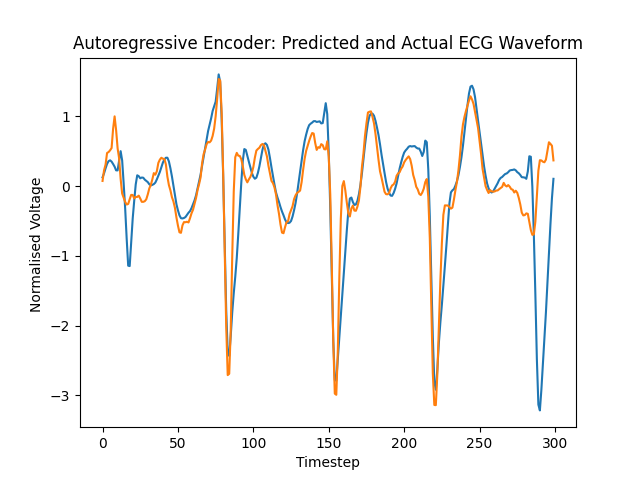 Autoregressive Encoder: Predicted and Actual ECG Waveform
1
0
−1
−2
−3
Normalised Voltage
0 50 100 150 200 250 300
Timestep